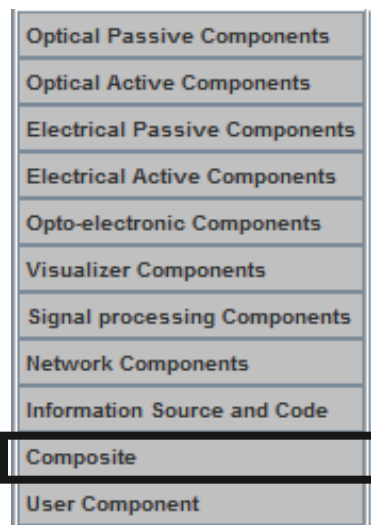 Optical Passive Components
Optical Active Components
Electrical Passive Components
Electrical Active Components
Opto-electronic Components
Visualizer Components
Signal processing Components
Network Components
Information Source and Code
Composite
User Component